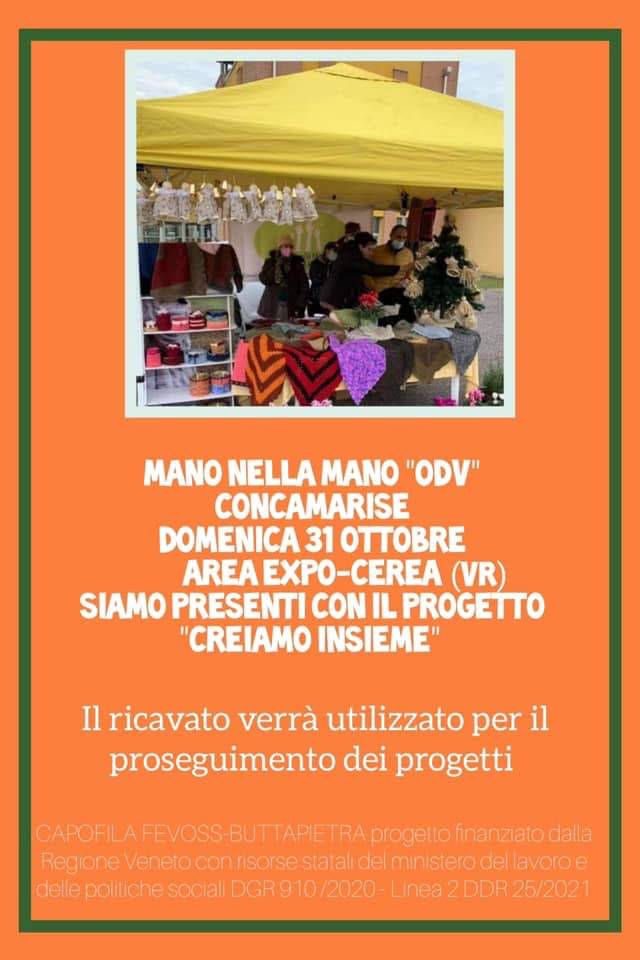 MANO NELLA MANO "ODV"
CONCAMARISE
DOMENICA 31 OTTOBRE
AREA EXPO-CEREA (VR)
SIAMO PRESENTI CON IL PROGETTO
"CREIAMO INSIEME"
Il ricavato verrà utilizzato per il
proseguimento dei progetti
CAPOFILA FEVOSS-BUTTAPIETRA progetto finanziato dalla
Regione Veneto con risorse statali del ministero del lavoro e
delle politiche sociali DGR 910 /2020 - Linea 2 DDR 25/2021